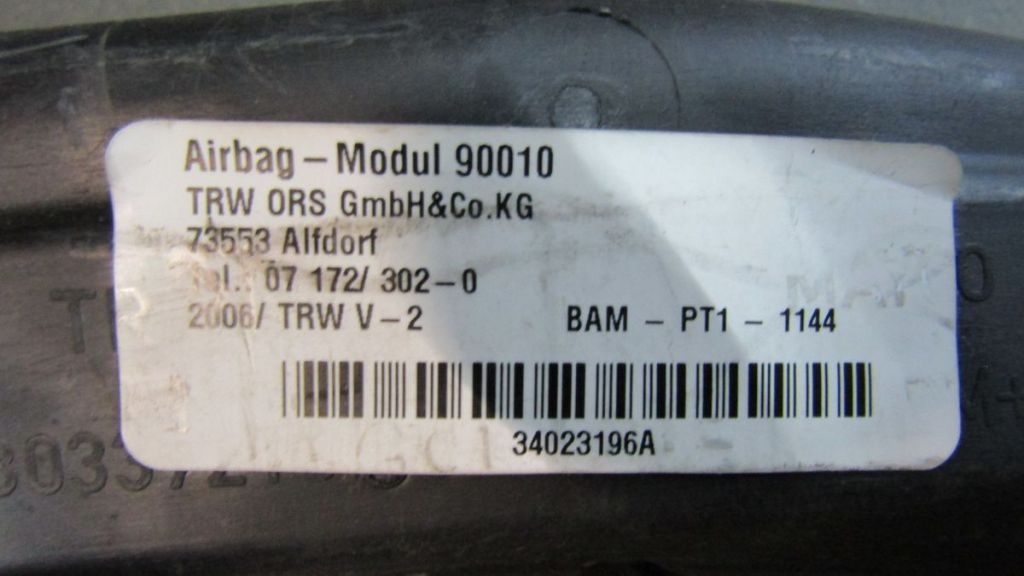 Airbag – Modul 90010
TRW ORS GmbH&Co.KG
73553 Alfdorf
Tel.: 07 172/ 302–0
2006/ TRW V–2 BAM – PT1 – 1144
34023196A